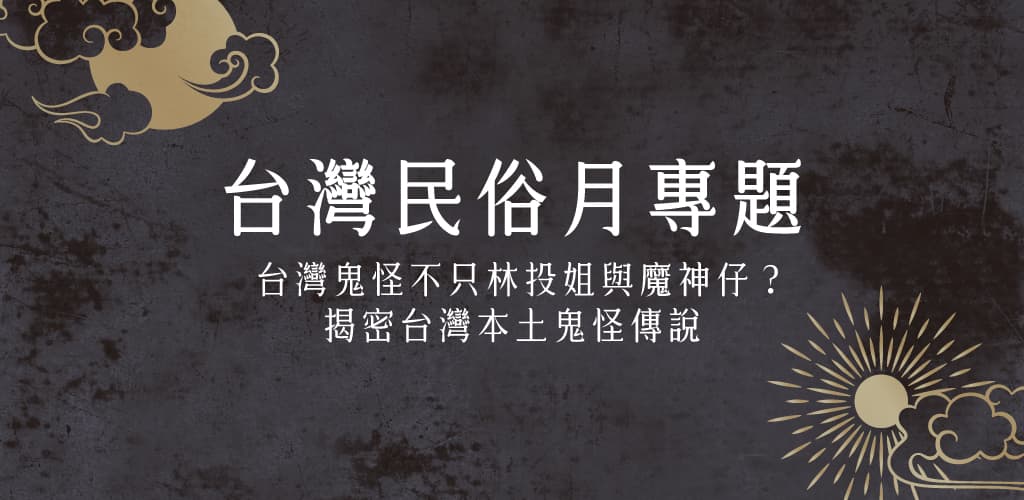 台灣民俗月專題
台灣鬼怪不只林投姐與魔神仔？
揭密台灣本土鬼怪傳說